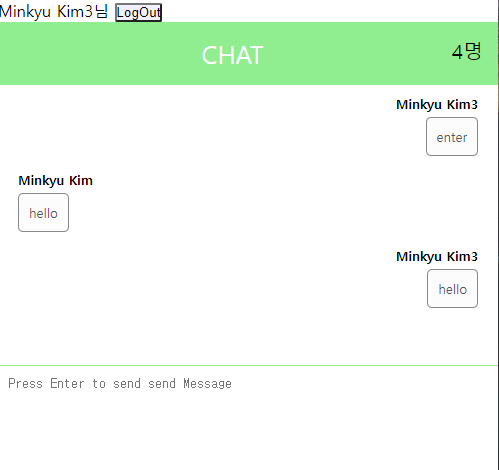 Minkyu Kim3님 LogOut
CHAT 4명
Minkyu Kim3
enter
Minkyu Kim
hello
Minkyu Kim3
hello
Press Enter to send send Message